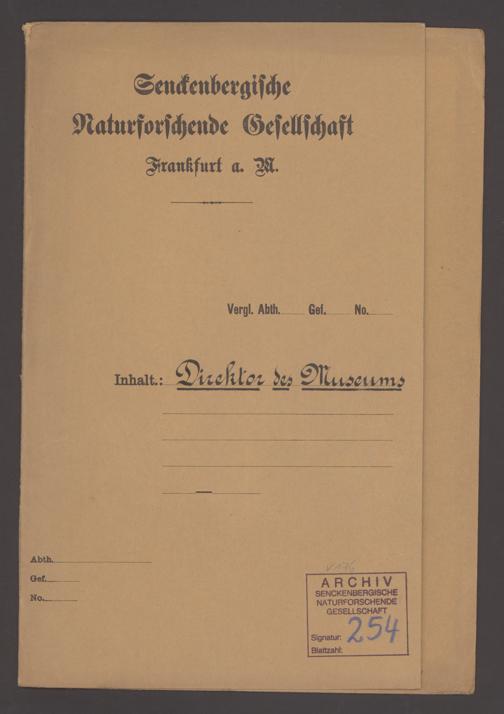 Senckenbergische
Naturforschende Gesellschaft
Frankfurt a. M.
Vergl. Abth. Gef. No.
Inhalt.: Direktor des Museums
Abth.
Gef.
No.
V176
ARCHIV
SENCKENBERGISCHE
NATURFORSCHENDE
GESELLSCHAFT
Signatur: 254
Blattzahl: